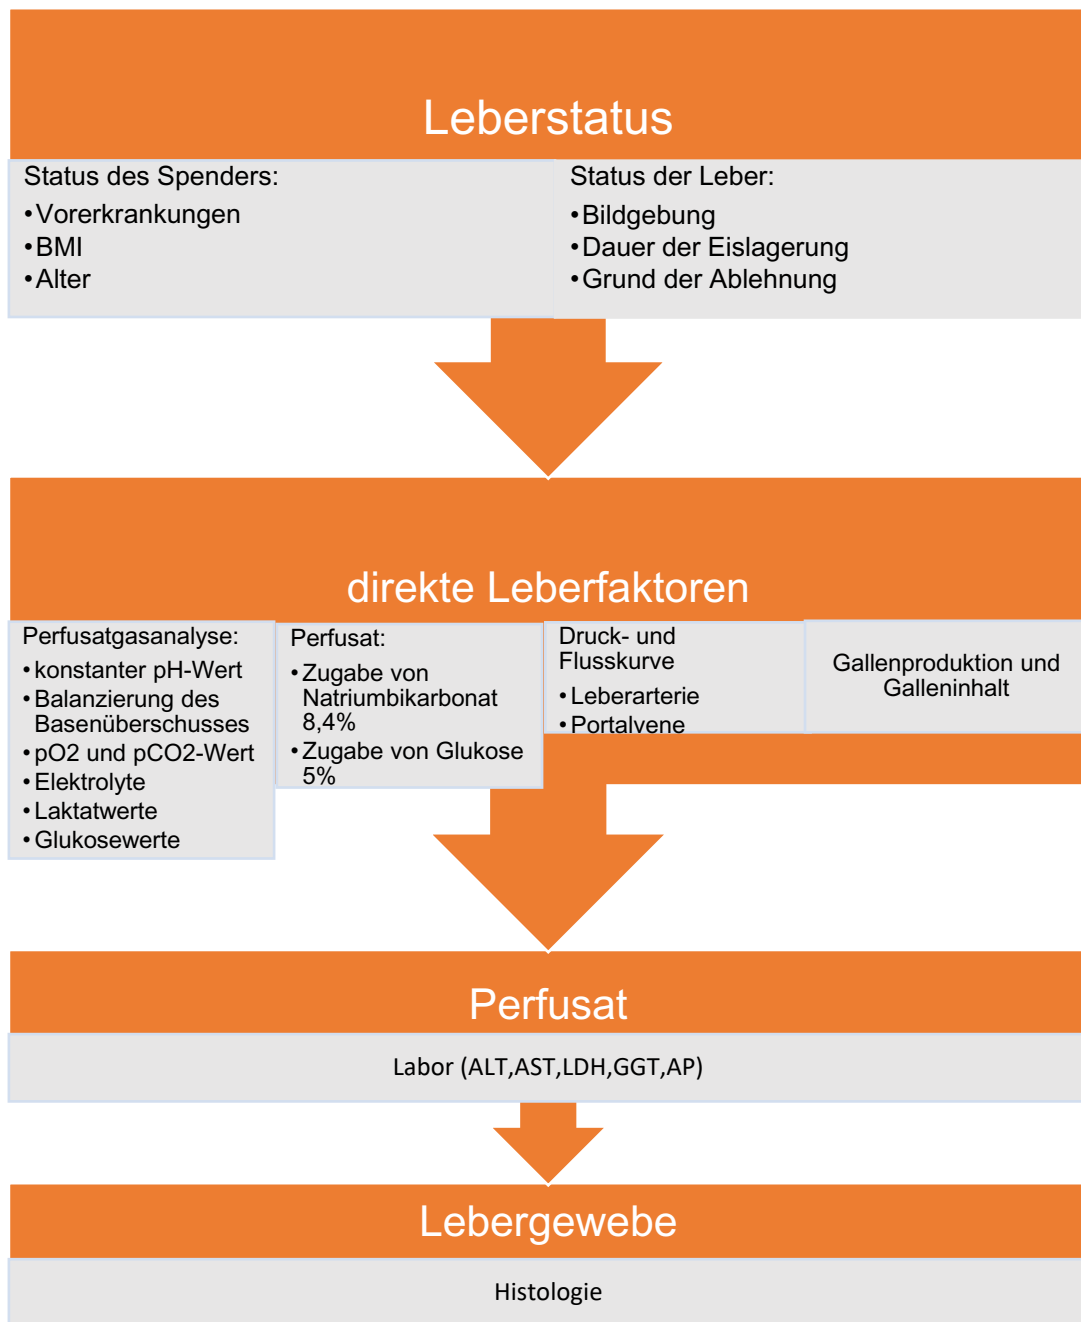 Leberstatus
Status des Spenders:
•Vorerkrankungen
•BMI
•Alter
Status der Leber:
•Bildgebung
•Dauer der Eislagerung
•Grund der Ablehnung
direkte Leberfaktoren
Perfusatgasanalyse:
•konstanter pH-Wert
•Balanzierung des
Basenüberschusses
•pO2 und pCO2-Wert
•Elektrolyte
•Laktatwerte
•Glukosewerte
Perfusat:
•Zugabe von
Natriumbikarbonat
8,4%
•Zugabe von Glukose
5%
Druck- und
Flusskurve
•Leberarterie
•Portalvene
Gallenproduktion und
Galleninhalt
Perfusat
Labor (ALT,AST,LDH,GGT,AP)
Lebergewebe
Histologie